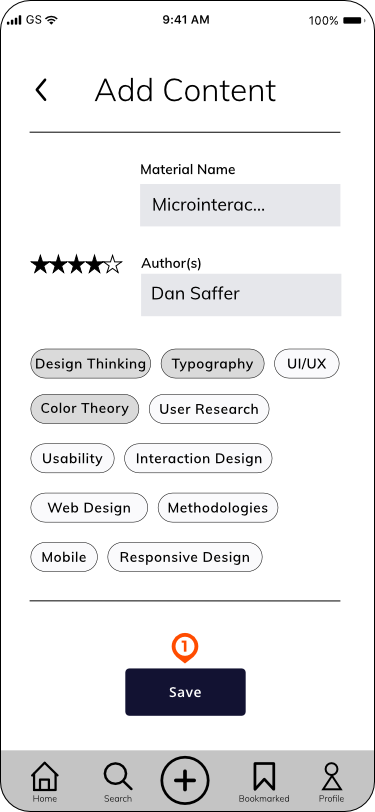 GS 9:41 AM 100%
Add Content
Material Name
Microinterac...
Author(s)
Dan Saffer
Design Thinking Typography UI/UX
Color Theory User Research
Usability Interaction Design
Web Design Methodologies
Mobile Responsive Design
1
Save
Home Search Bookmarked Profile